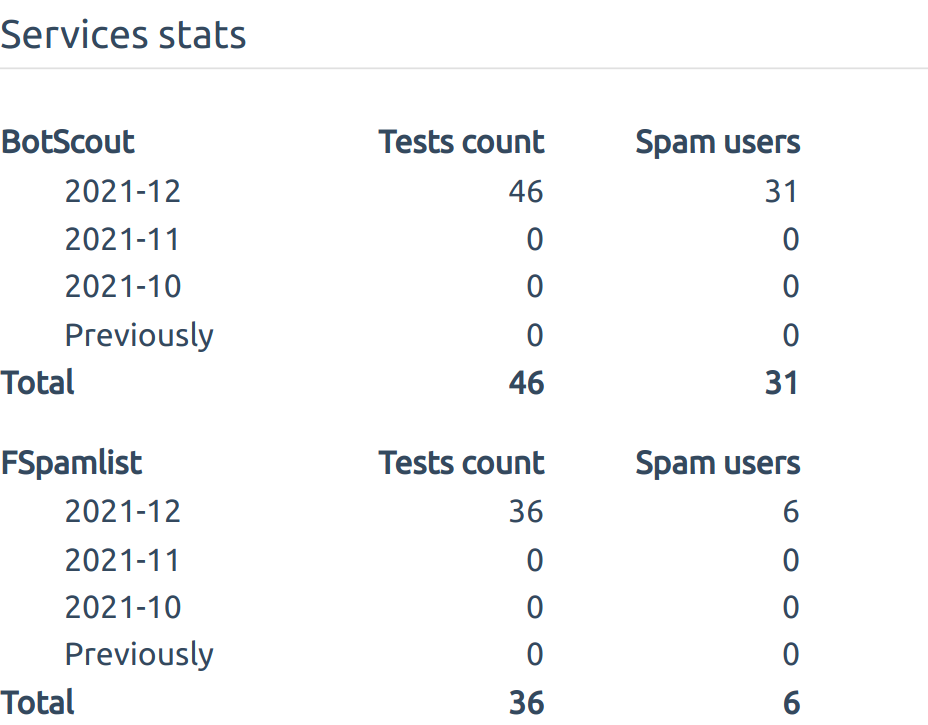 Services stats
BotScout Tests count Spam users
2021-12 46 31
2021-11 0 0
2021-10 0 0
Previously 0 0
Total 46 31
FSpamlist Tests count Spam users
2021-12 36 6
2021-11 0 0
2021-10 0 0
Previously 0 0
Total 36 6